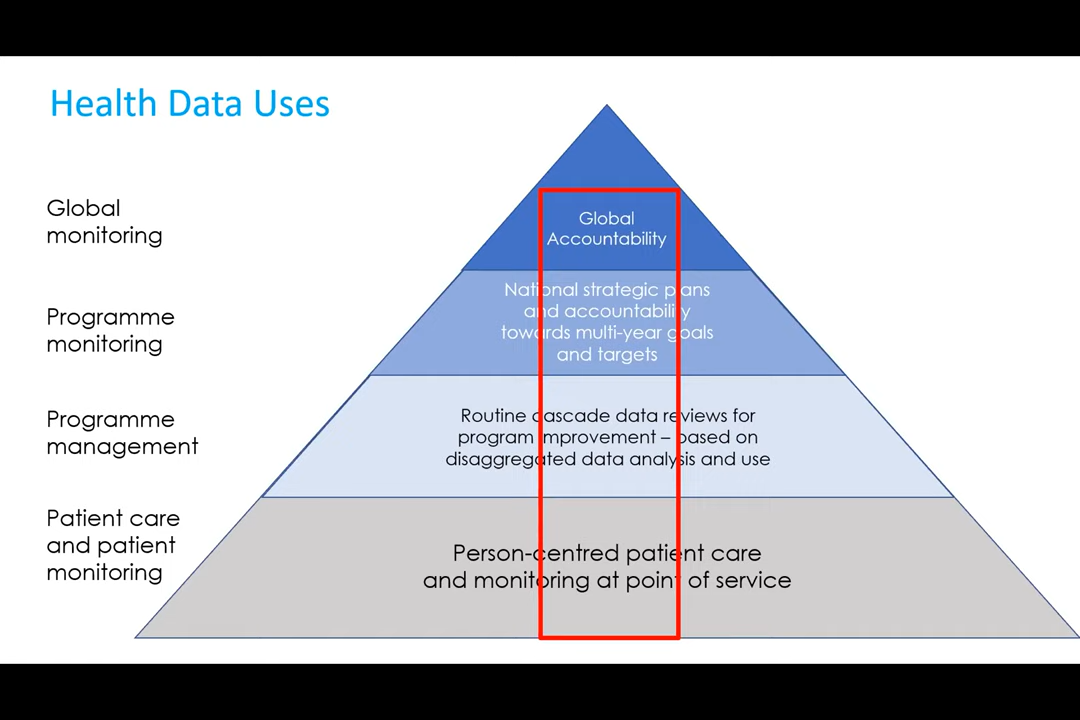 Health Data Uses
Global
monitoring
Global
Accountability
Programme
monitoring
National strategic plans
and accountability
towards multi-year goals
and targets
Programme
management
Routine cascade data reviews for
program improvement – based on
disaggregated data analysis and use
Patient care
and patient
monitoring
Person-centred patient care
and monitoring at point of service